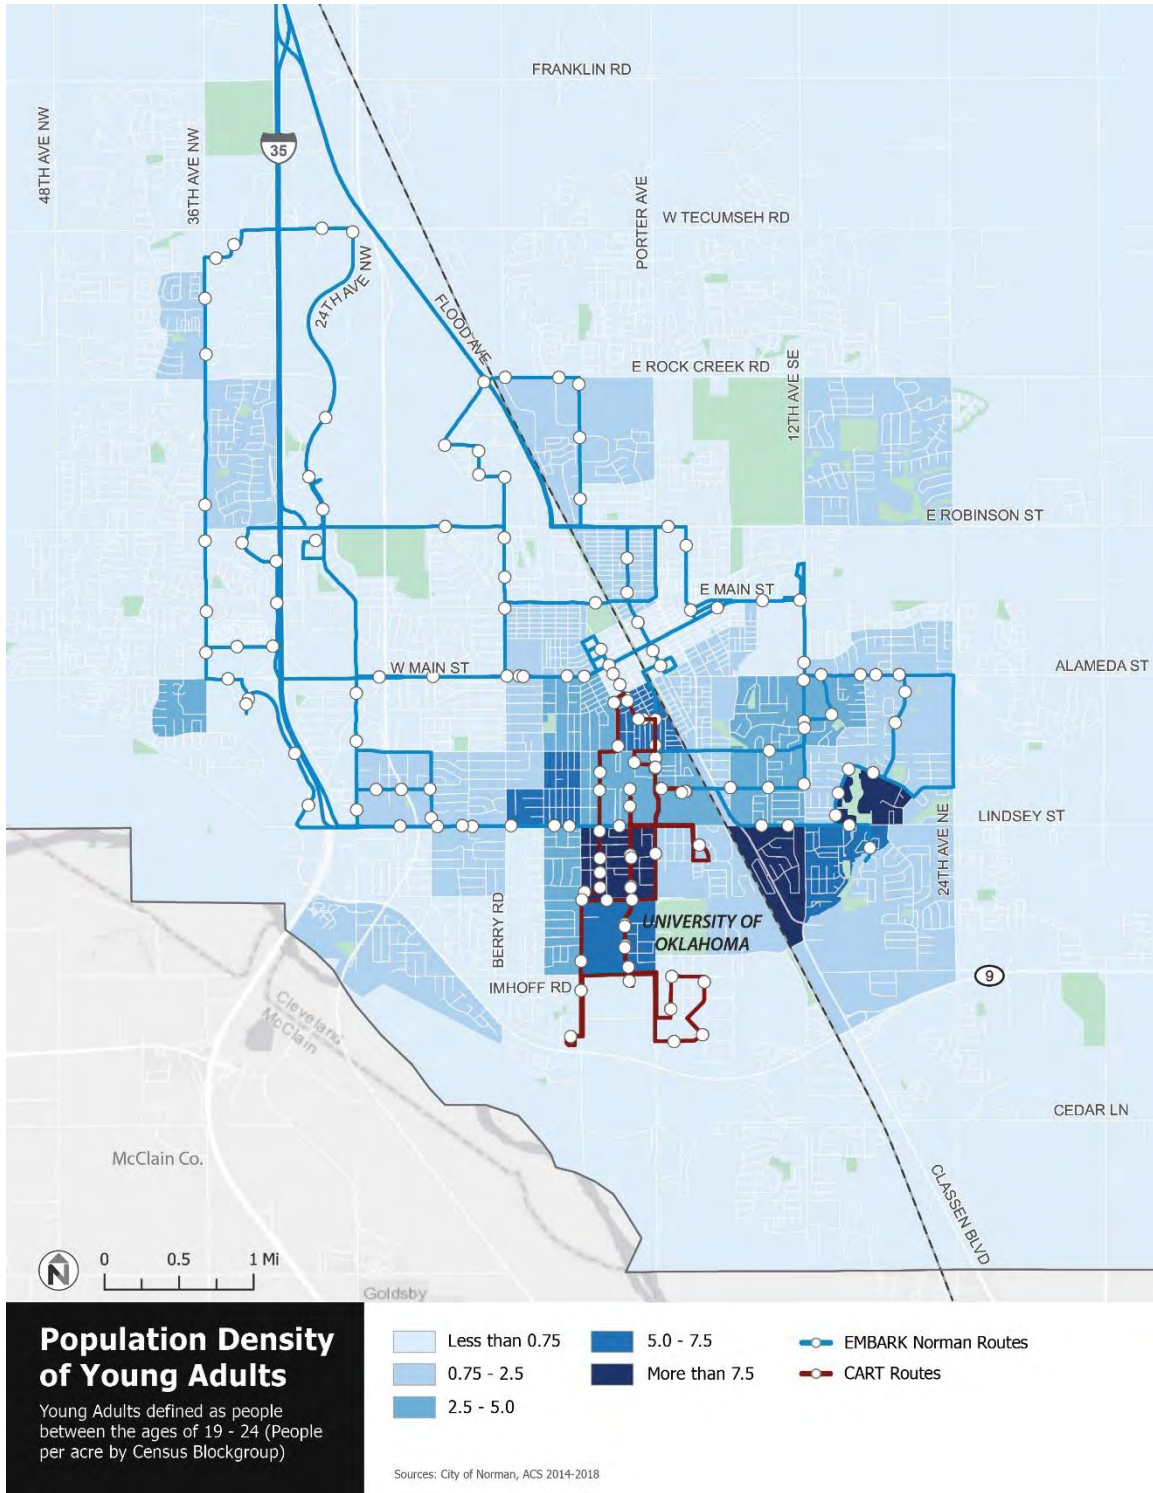 FRANKLIN RD
48TH AVE NW
36TH AVE NW
35
PORTER AVE
W TECUMSEH RD
24TH AVE NW
FLOOD AVE
E ROCK CREEK RD
12TH AVE SE
E ROBINSON ST
E MAIN ST
W MAIN ST
ALAMEDA ST
LINDSEY ST
24TH AVE NE
BERRY RD
UNIVERSITY OF
OKLAHOMA
IMHOFF RD
9
Cleveland
McClain
CEDAR LN
McClain Co.
CLASSEN BLVD
N
0 0.5 1 Mi
Goldsby
Population Density
of Young Adults
Young Adults defined as people
between the ages of 19 - 24 (People
per acre by Census Blockgroup)
Less than 0.75
0.75 - 2.5
2.5 - 5.0
5.0 - 7.5
More than 7.5
EMBARK Norman Routes
CART Routes
Sources: City of Norman, ACS 2014-2018